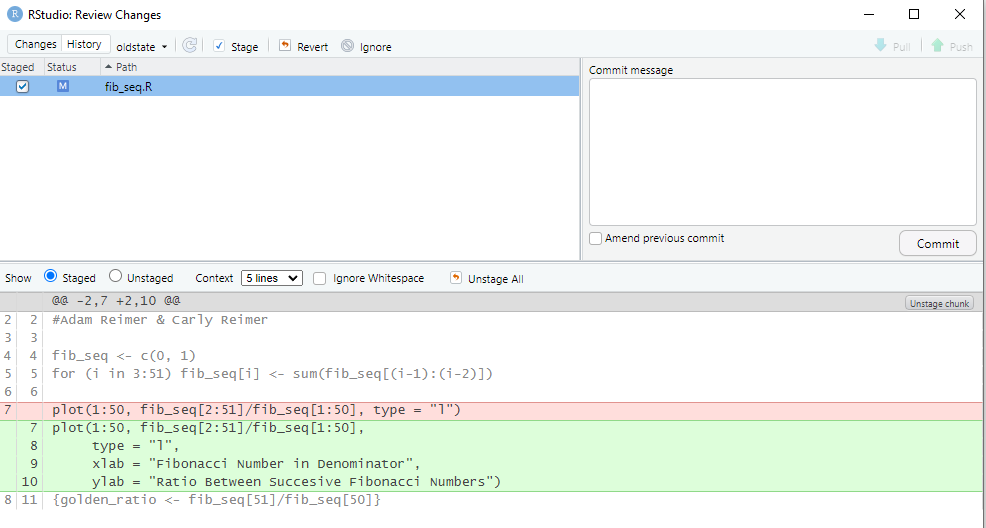 R RStudio: Review Changes
Changes History oldstate Stage Revert Ignore Pull Push
Staged Status Path
M fib_seq.R
Commit message
Amend previous commit
Commit
Show Staged Unstaged Context 5 lines Ignore Whitespace Unstage All
@@ -2,7 +2,10 @@ Unstage chunk
2 2 #Adam Reimer & Carly Reimer
3 3
4 4 fib_seq <- c(0, 1)
5 5 for (i in 3:51) fib_seq[i] <- sum(fib_seq[(i-1):(i-2)])
6 6
7 plot(1:50, fib_seq[2:51]/fib_seq[1:50], type = "l")
7 plot(1:50, fib_seq[2:51]/fib_seq[1:50],
8 type = "l",
9 xlab = "Fibonacci Number in Denominator",
10 ylab = "Ratio Between Succesive Fibonacci Numbers")
8 11 {golden_ratio <- fib_seq[51]/fib_seq[50]}